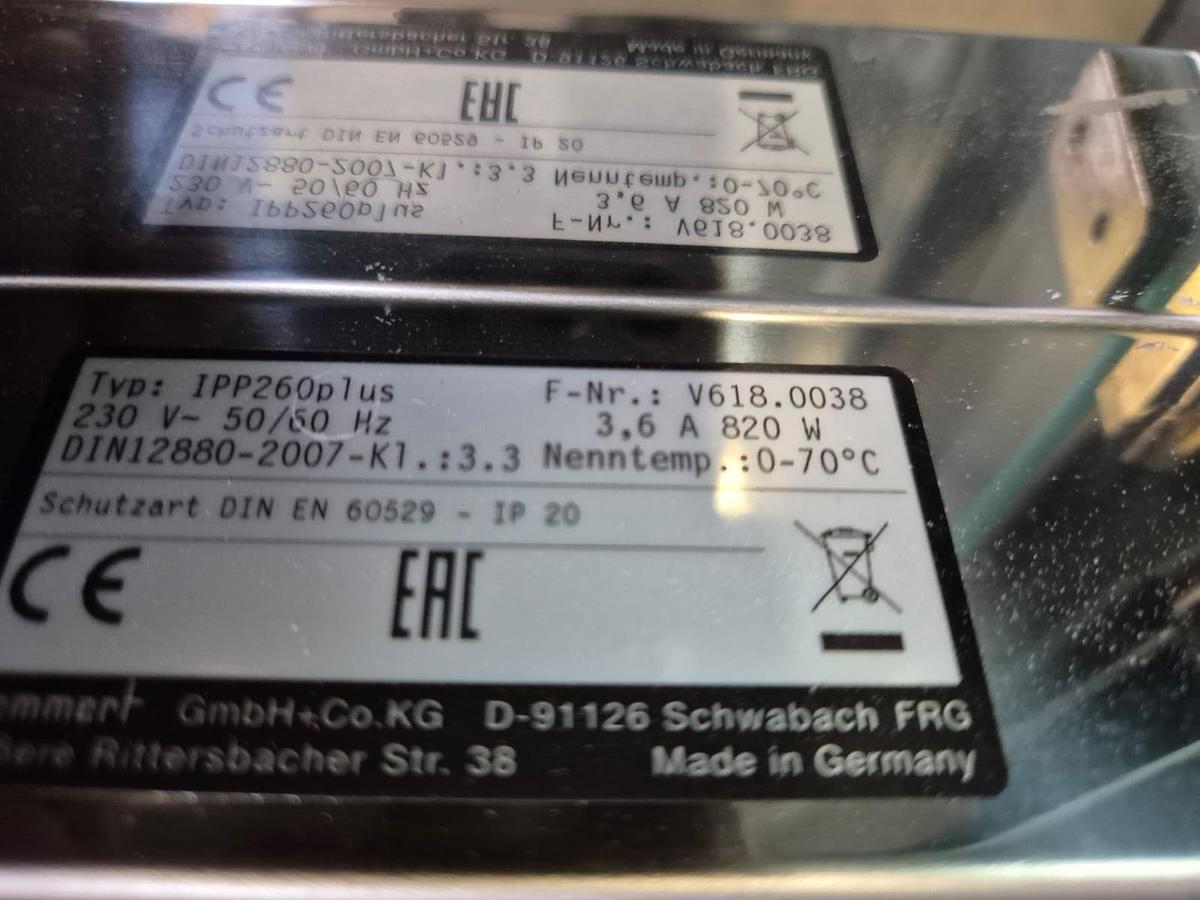 Typ: IPP260plus F-Nr.: V618.0038
230 V~ 50/60 Hz 3,6 A 820 W
DIN12880-2007-Kl.:3.3 Nenntemp.:0-70°C
Schutzart DIN EN 60529 - IP 20
CE EAC
GmbH+Co.KG D-91126 Schwabach FRG
Rittersbacher Str. 38 Made in Germany